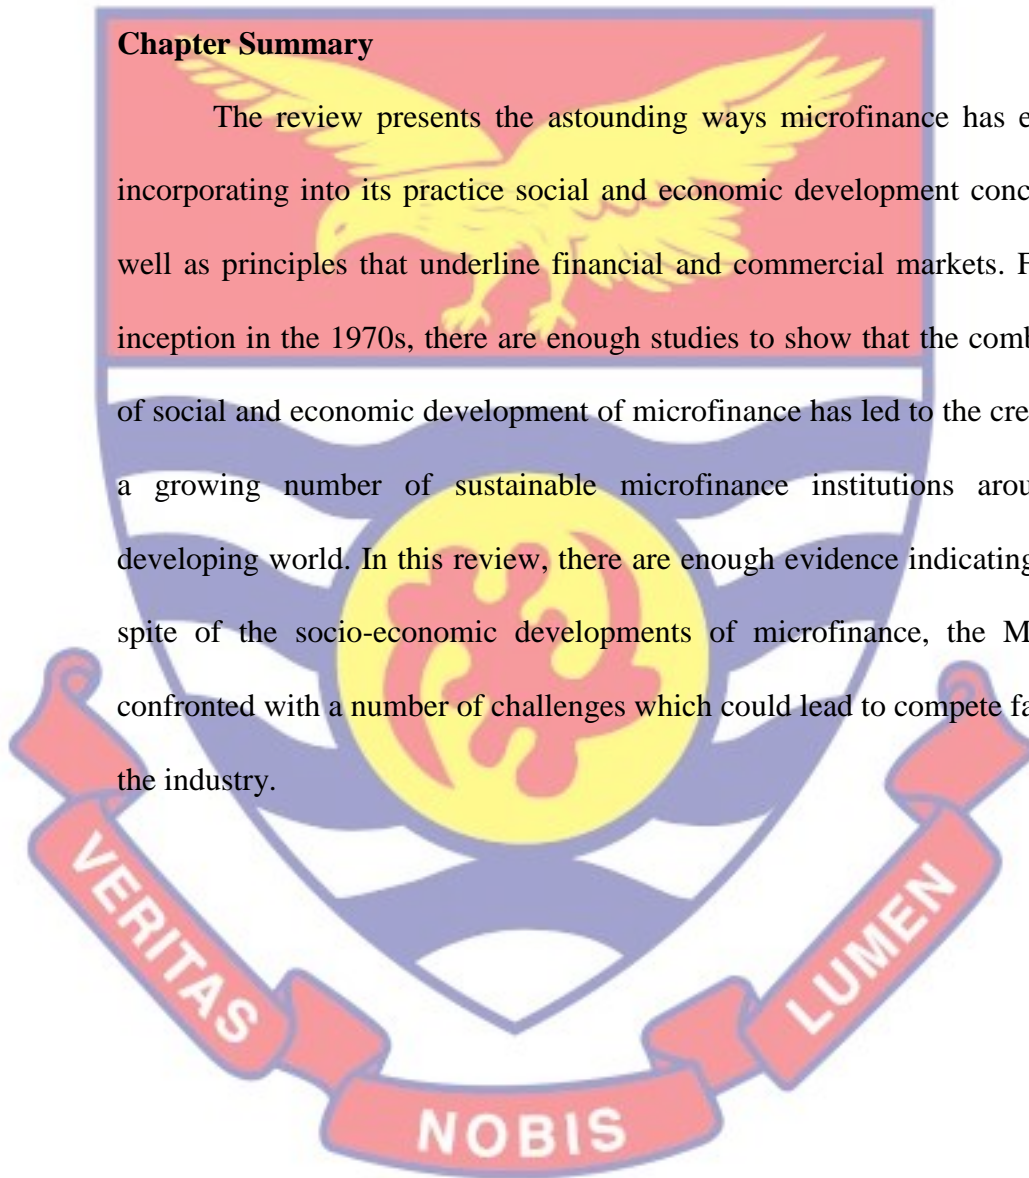 Chapter Summary
The review presents the astounding ways microfinance has e
incorporating into its practice social and economic development conc
well as principles that underline financial and commercial markets. F
inception in the 1970s, there are enough studies to show that the comb
of social and economic development of microfinance has led to the cre
a growing number of sustainable microfinance institutions arou
developing world. In this review, there are enough evidence indicating
spite of the socio-economic developments of microfinance, the M
confronted with a number of challenges which could lead to compete fa
the industry.
VERITAS
NOBIS
LUMEN